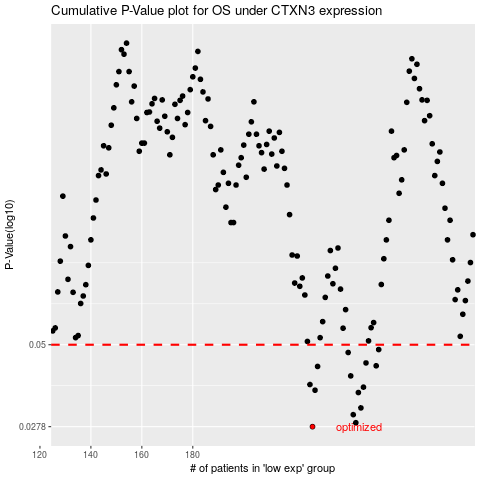 Cumulative P-Value plot for OS under CTXN3 expression
P-Value(log10)
0.05
0.0278
optimized
120 140 160 180
# of patients in 'low exp' group